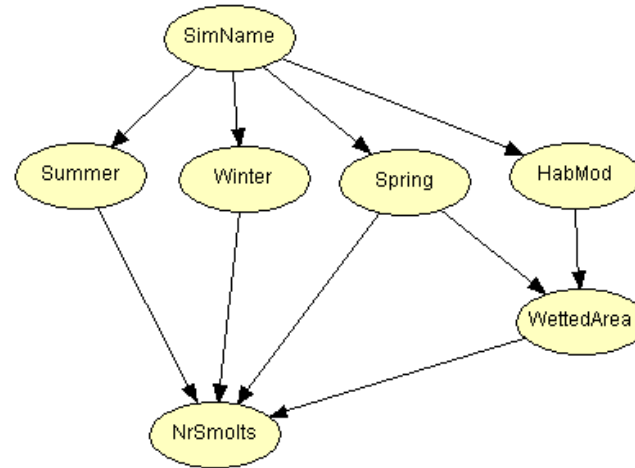 SimName
Summer
Winter
Spring
HabMod
WettedArea
NrSmolts